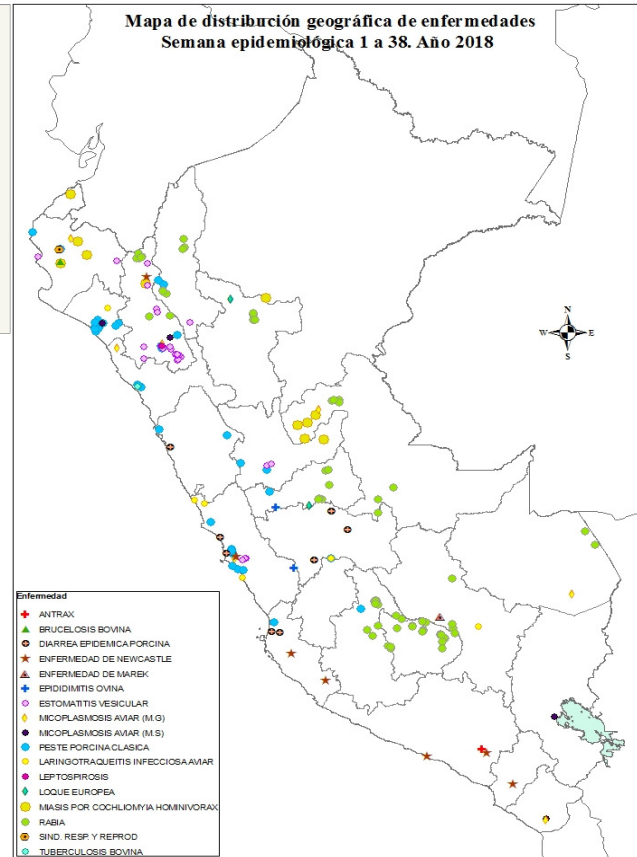 Mapa de distribución geográfica de enfermedades
Semana epidemiológica 1 a 38. Año 2018
N
W E
S
Enfermedad
ANTRAX
BRUCELOSIS BOVINA
DIARREA EPIDEMICA PORCINA
ENFERMEDAD DE NEWCASTLE
ENFERMEDAD DE MAREK
EPIDIDIMITIS OVINA
ESTOMATITIS VESICULAR
MICOPLASMOSIS AVIAR (M.G)
MICOPLASMOSIS AVIAR (M.S)
PESTE PORCINA CLASICA
LARINGOTRAQUEITIS INFECCIOSA AVIAR
LEPTOSPIROSIS
LOQUE EUROPEA
MIASIS POR COCHLIOMYIA HOMINIVORAX
RABIA
SIND. RESP. Y REPROD
TUBERCULOSIS BOVINA